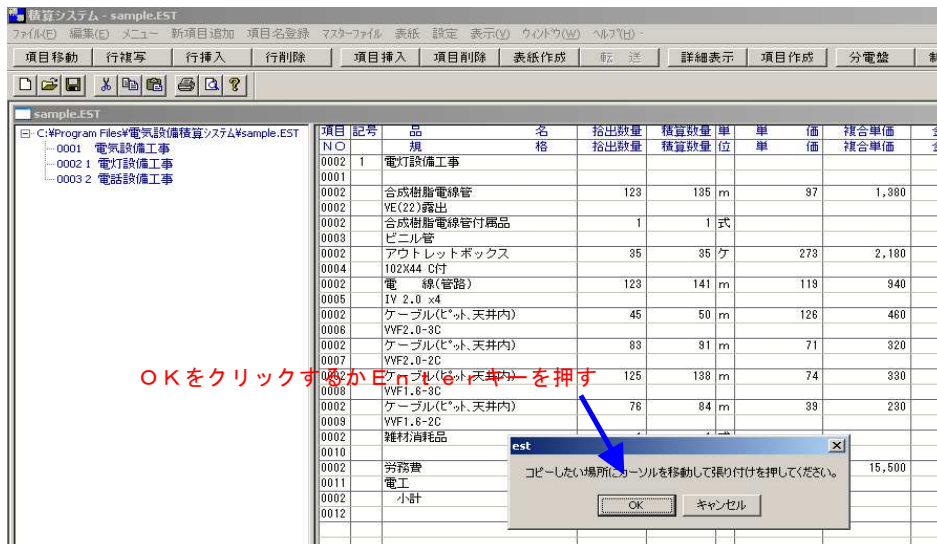 積算システム - sample.EST
ファイル(F) 編集(E) メニュー 新項目追加 項目名登録 マスターファイル 表紙 設定 表示(V) ウィンドウ(W) ヘルプ(H) -
項目移動 行複写 行挿入 行削除 項目挿入 項目削除 表紙作成 転 送 詳細表示 項目作成 分電盤
sample.EST
C:¥Program Files¥電気設備積算システム¥sample.EST
0001 電気設備工事
0002 1 電灯設備工事
0003 2 電話設備工事
項目 記号 品 名 拾出数量 積算数量 単 単 価 複合単価
NO 規 格 拾出数量 積算数量 位 単 価 複合単価
0002 1 電灯設備工事
0001
0002 合成樹脂電線管 123 135 m 97 1,380
0002 VE(22)露出
0002 合成樹脂電線管付属品 1 1 式
0003 ビニル管
0002 アウトレットボックス 35 35 ケ 273 2,180
0004 102X44 C付
0002 電 線(管路) 123 141 m 119 940
0005 IV 2.0 x4
0002 ケーブル(ピット、天井内) 45 50 m 126 460
0006 VVF2.0-3C
0002 ケーブル(ピット、天井内) 83 91 m 71 320
0007 VVF2.0-2C
OKをクリックするかEnterキーを押す
0002 ケーブル(ピット、天井内) 125 138 m 74 330
0008 VVF1.6-3C
0002 ケーブル(ピット、天井内) 76 84 m 39 230
0009 VVF1.6-2C
0002 雑材消耗品
0010
0002 労務費 15,500
0011 電工
0002 小計
0012
est
コピーしたい場所にカーソルを移動して張り付けを押してください。
OK キャンセル